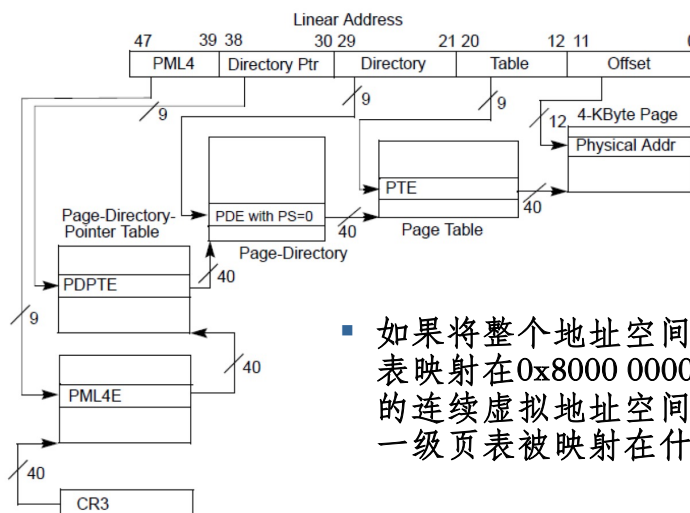 Linear Address
47 39 38 30 29 21 20 12 11
PML4 Directory Ptr Directory Table Offset
9 9 9
12 4-KByte Page
Physical Addr
PTE
PDE with PS=0
40 40
Page-Directory-
Pointer Table
Page Table
Page-Directory
PDPTE
40
9
40
PML4E
40
CR3
如果将整个地址空间
表映射在0x8000 0000
的连续虚拟地址空间
一级页表被映射在什